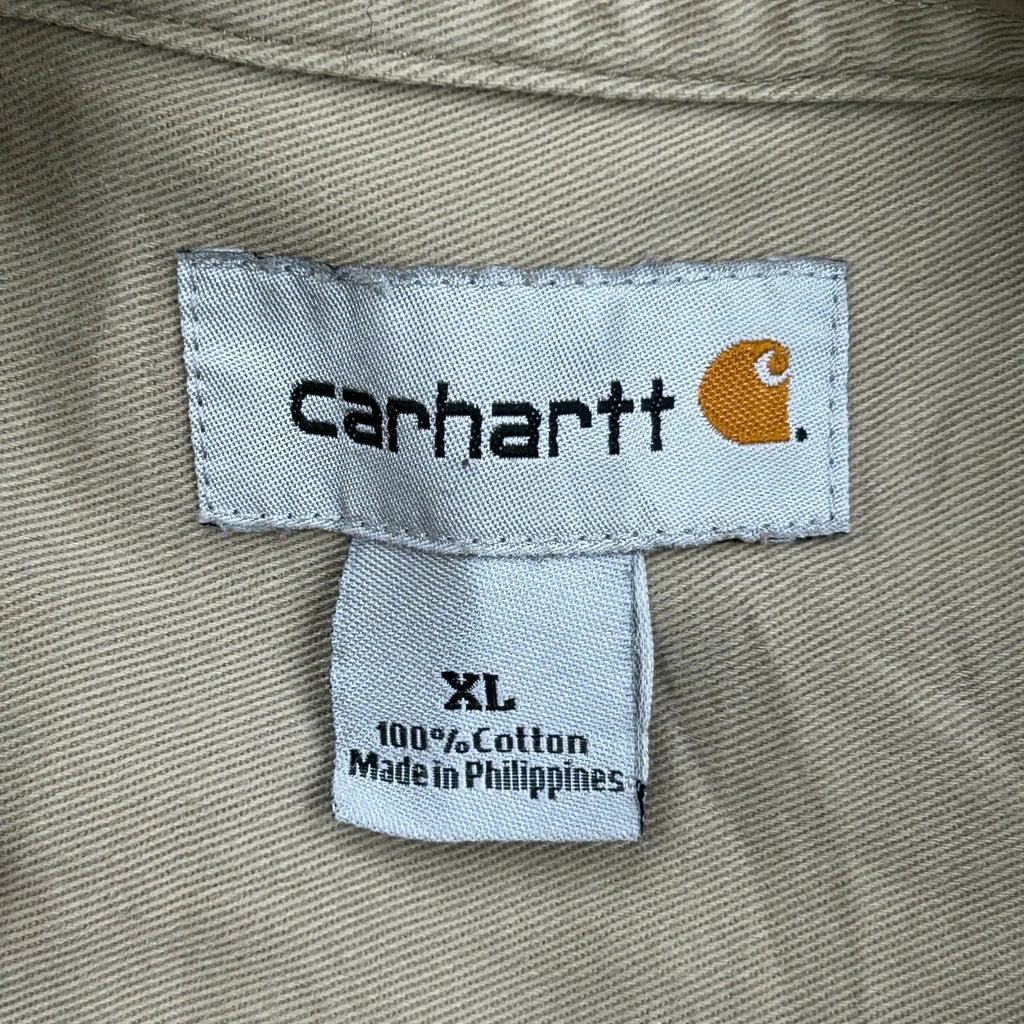 carhartt
XL
100% Cotton
Made in Philippines